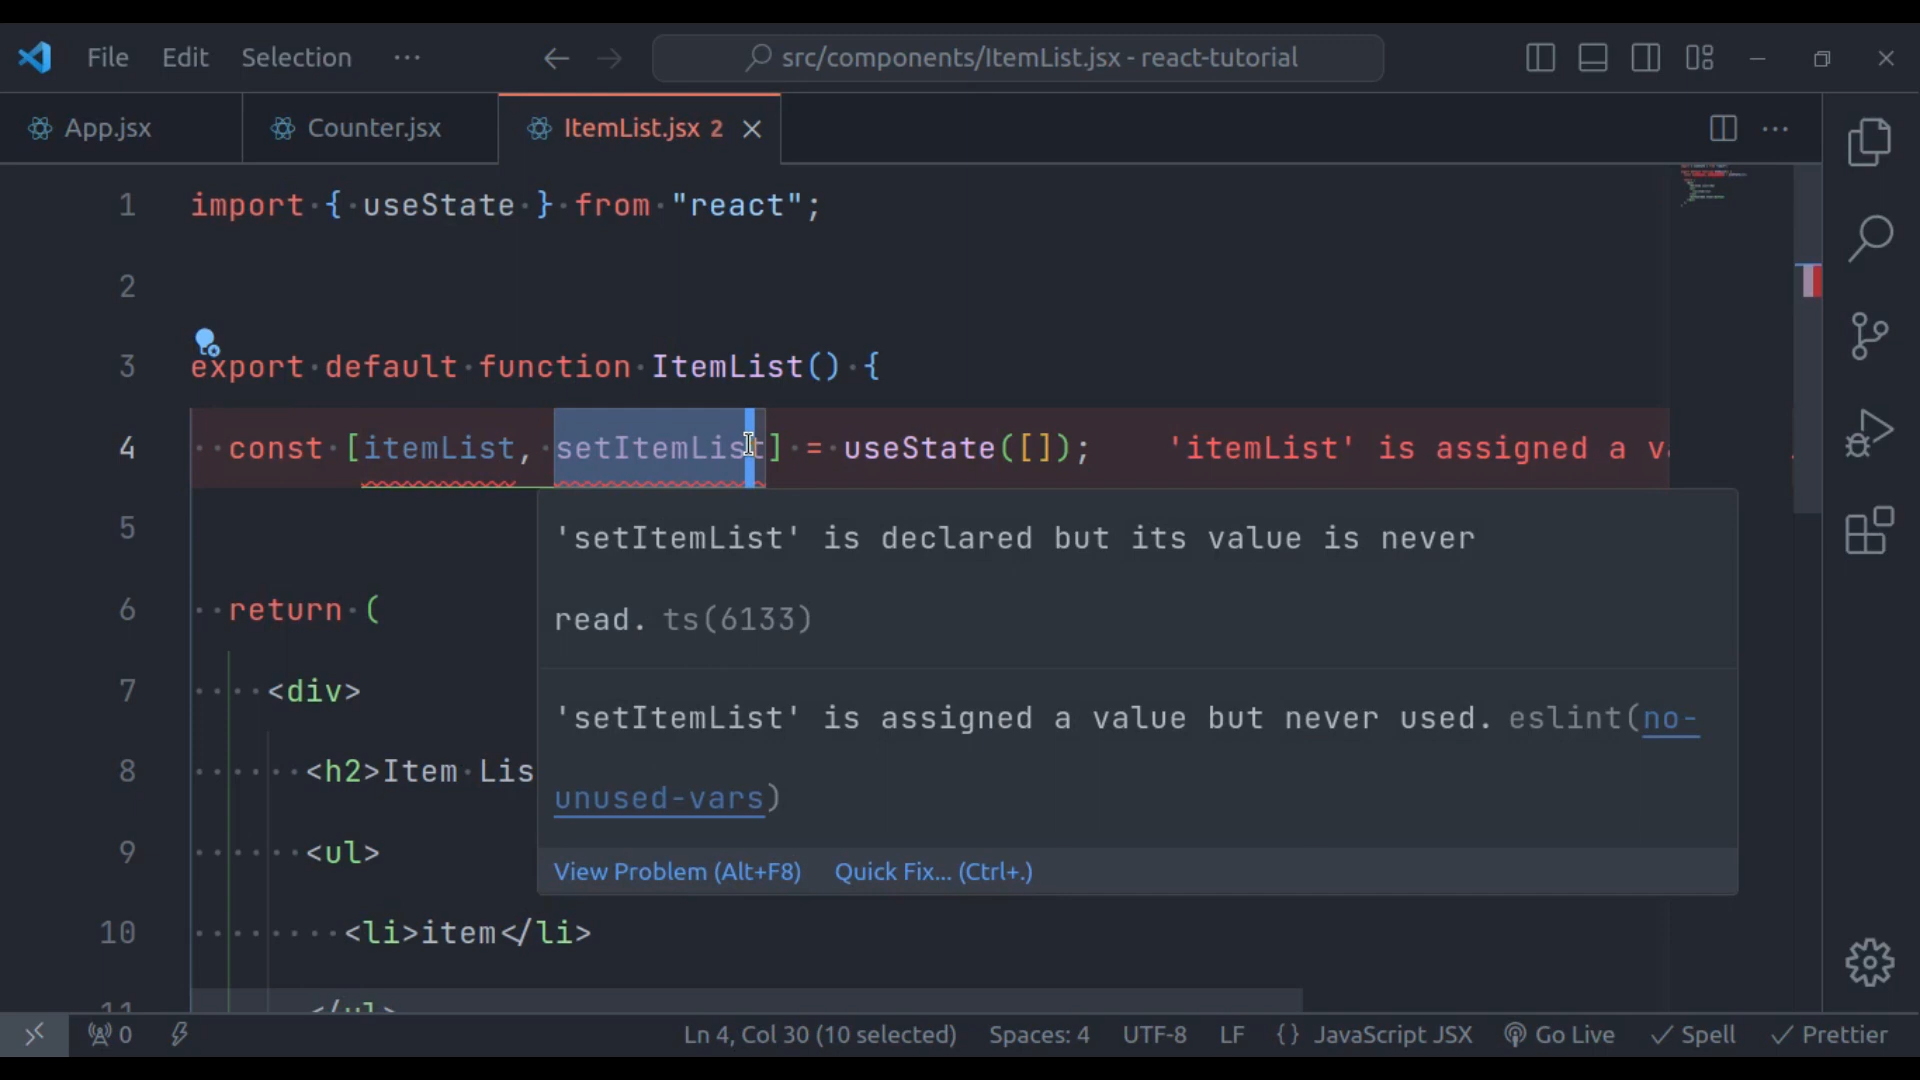 File Edit Selection ··· src/components/ItemList.jsx - react-tutorial
App.jsx Counter.jsx ItemList.jsx 2
1 import { useState } from "react";
2
3 export default function ItemList() {
4 const [itemList, setItemList] = useState([]); 'itemList' is assigned a
5
'setItemList' is declared but its value is never
read. ts(6133)
6 return (
7 <div>
'setItemList' is assigned a value but never used. eslint(no-
unused-vars)
8 <h2>Item Lis
9 <ul>
View Problem (Alt+F8) Quick Fix... (Ctrl+.)
10 <li>item</li>
11 </ul>
0 Ln 4, Col 30 (10 selected) Spaces: 4 UTF-8 LF {} JavaScript JSX Go Live Spell Prettier